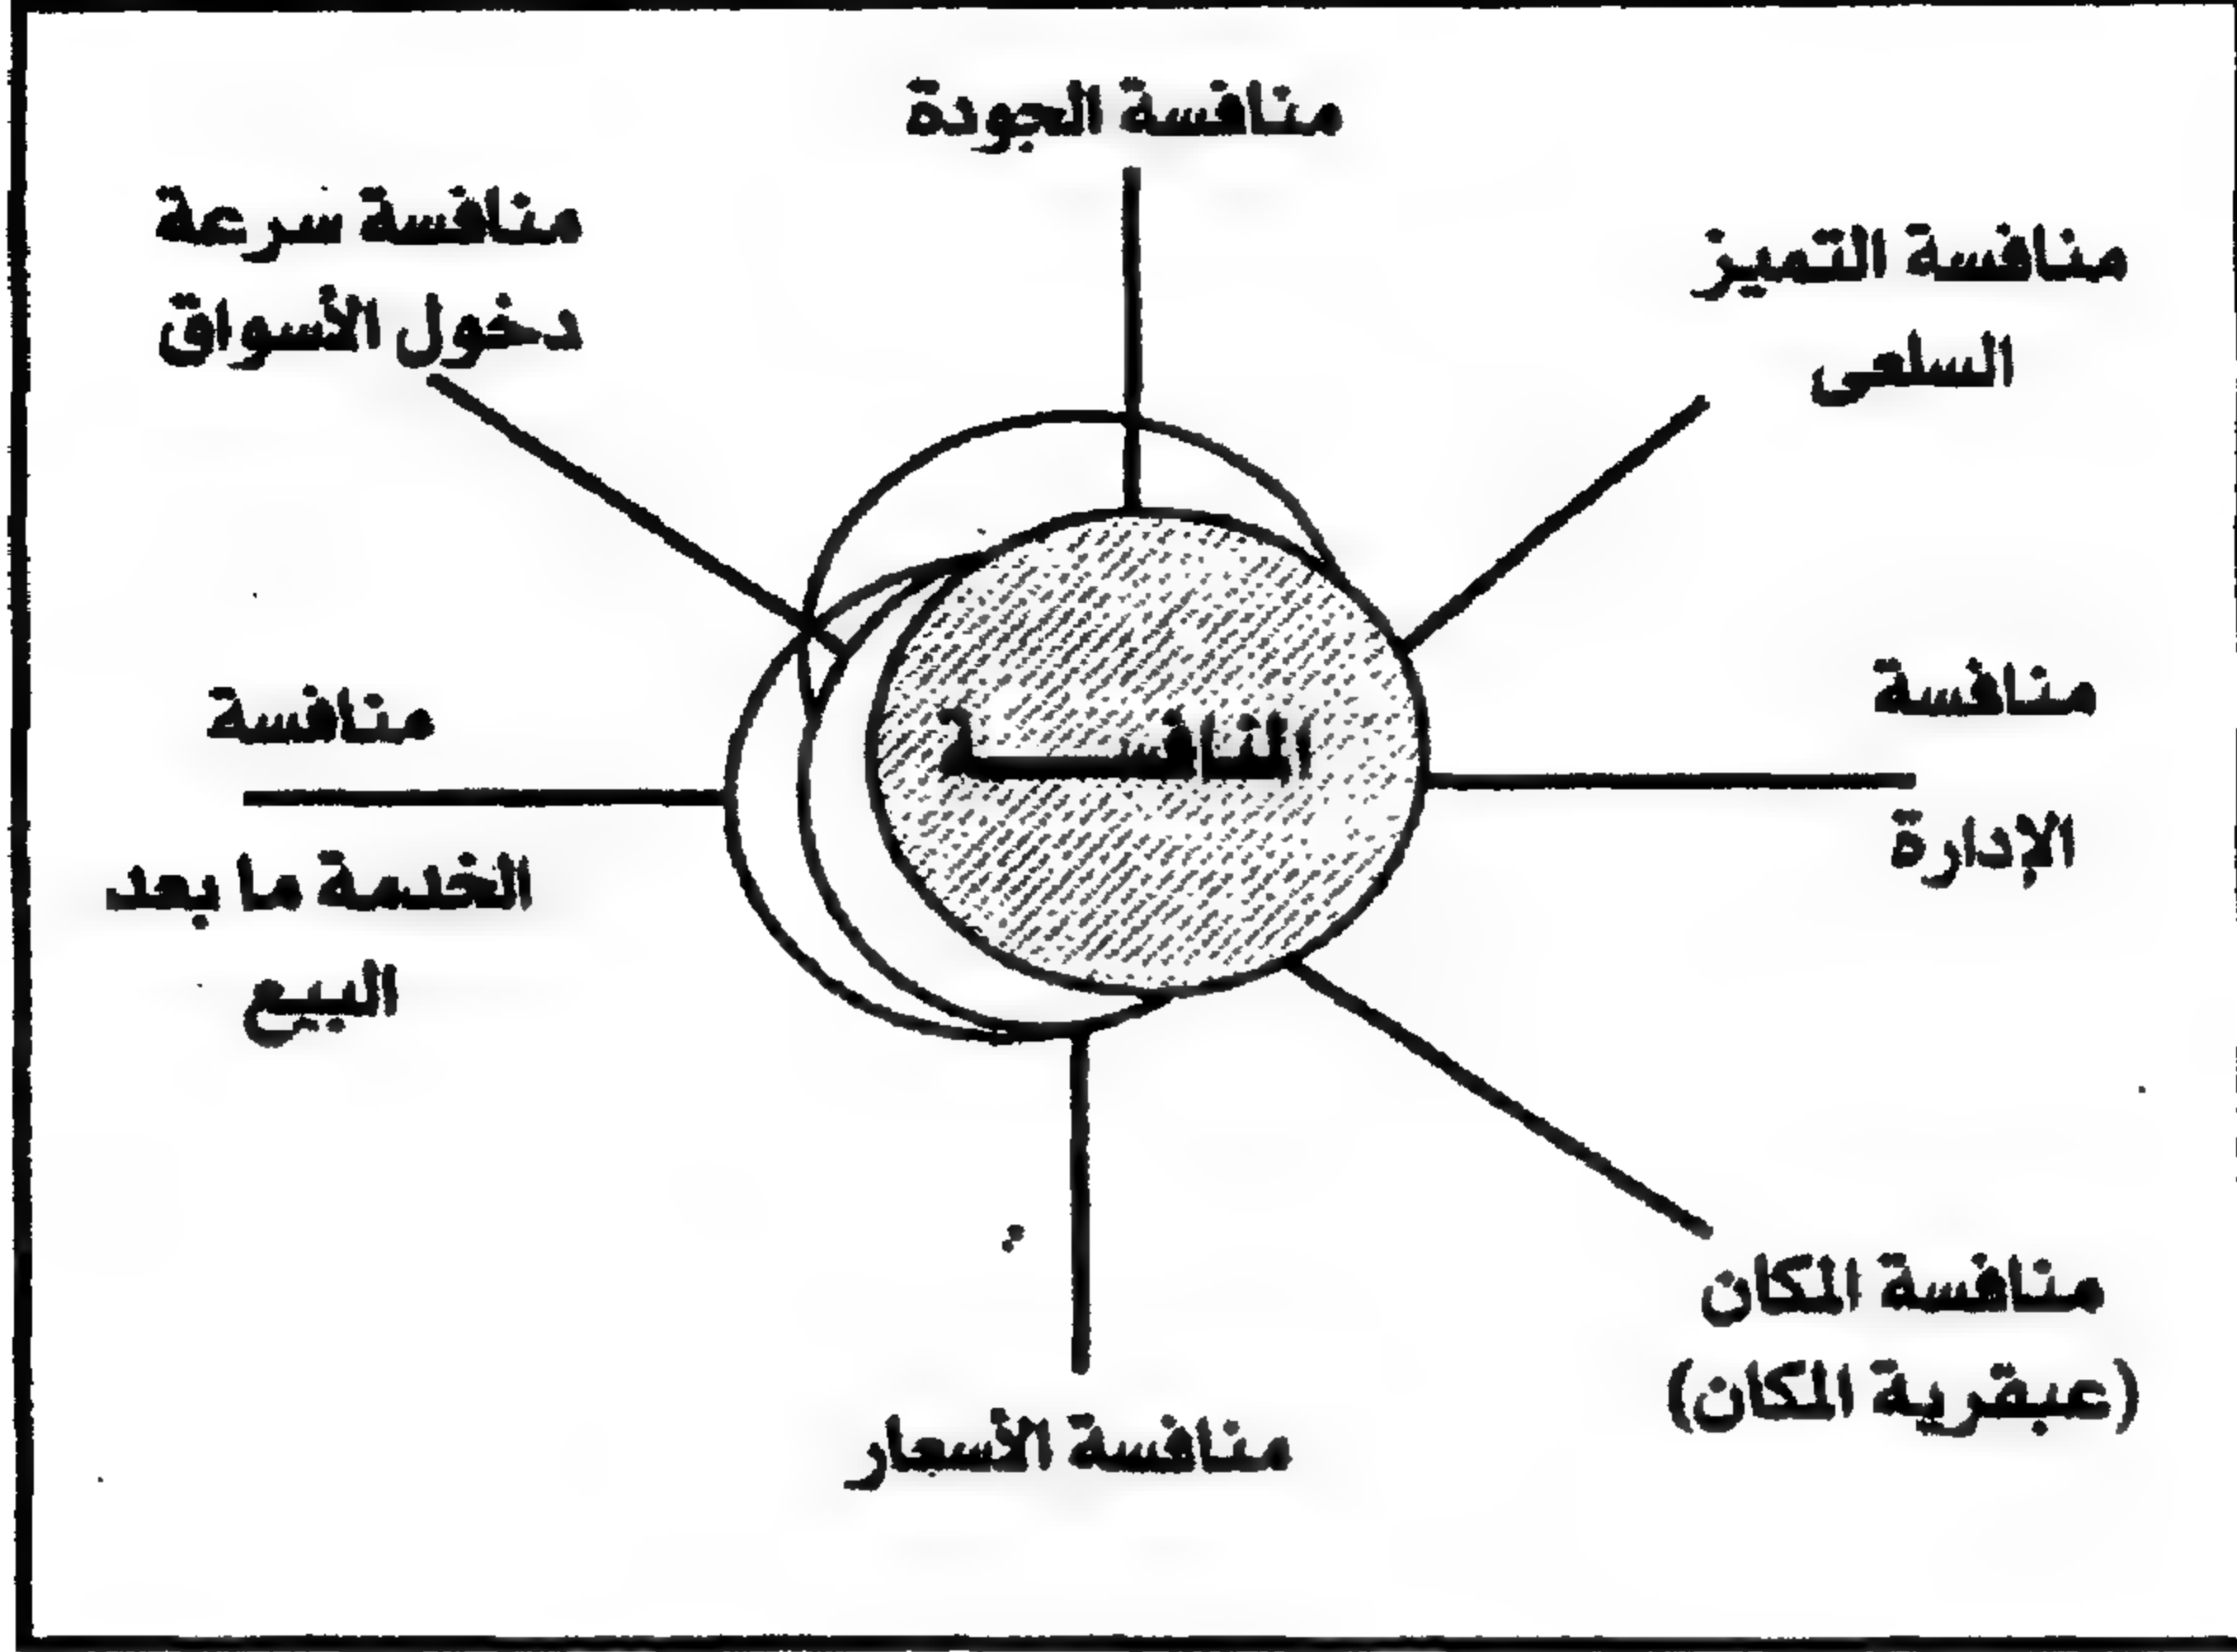 منافسة الجودة
منافسة التميز
السلعى
منافسة سرعة
دخول الأسواق
منافسة
الإدارة
المنافســـــة
منافسة
الخدمة ما بعد
البيع
منافسة المكان
(عبقرية المكان)
منافسة الأسعار